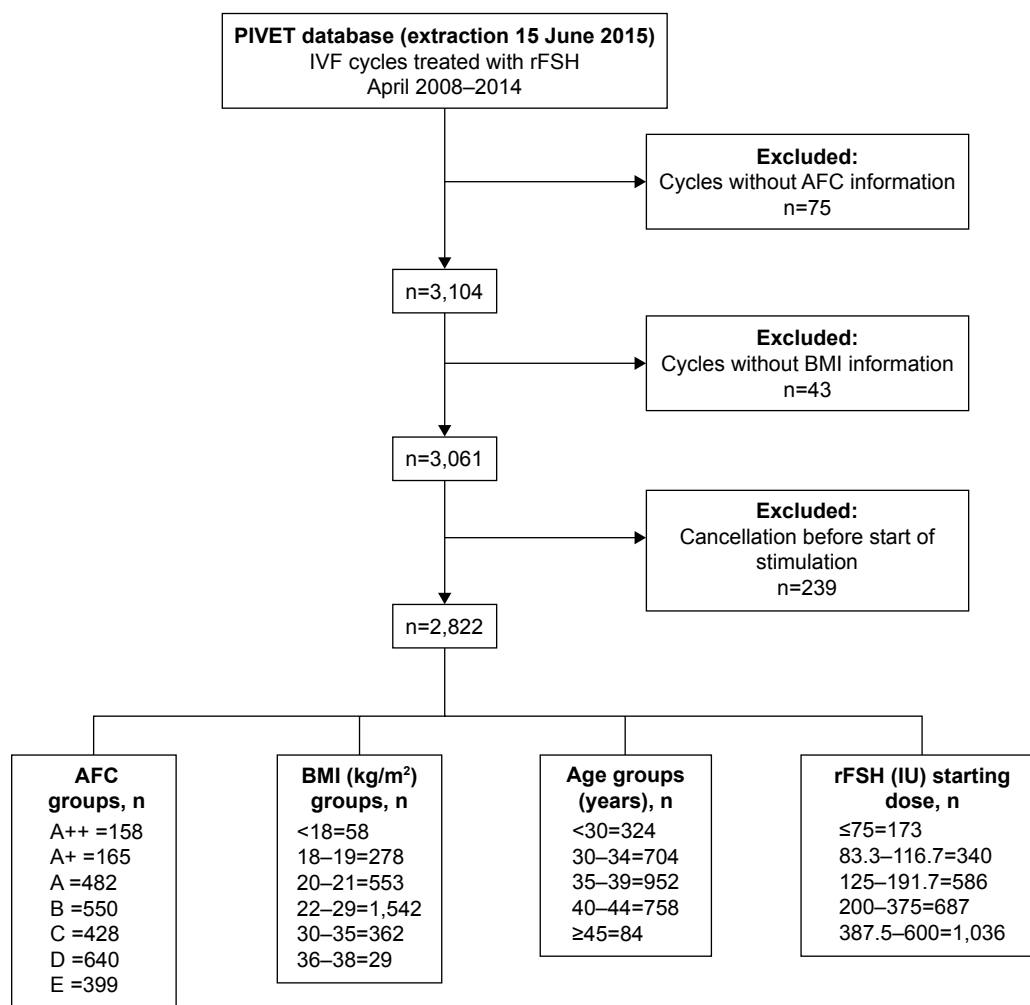 PIVET database (extraction 15 June 2015)
IVF cycles treated with rFSH
April 2008–2014
Excluded:
Cycles without AFC information
n=75
n=3,104
Excluded:
Cycles without BMI information
n=43
n=3,061
Excluded:
Cancellation before start of
stimulation
n=239
n=2,822
AFC
groups, n
A++ =158
A+ =165
A =482
B =550
C =428
D =640
E =399
BMI (kg/m²)
groups, n
<18=58
18–19=278
20–21=553
22–29=1,542
30–35=362
36–38=29
Age groups
(years), n
<30=324
30–34=704
35–39=952
40–44=758
≥45=84
rFSH (IU) starting
dose, n
≤75=173
83.3–116.7=340
125–191.7=586
200–375=687
387.5–600=1,036